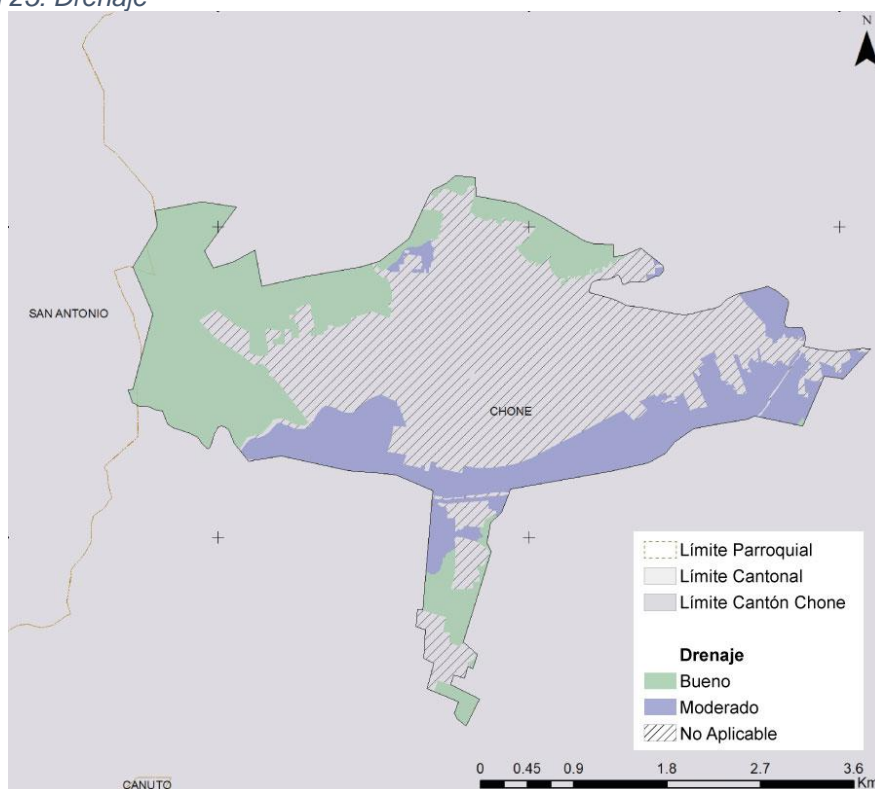 25. Drenaje
N
SAN ANTONIO
CHONE
CANUTO
Límite Parroquial
Límite Cantonal
Límite Cantón Chone
Drenaje
Bueno
Moderado
No Aplicable
0 0.45 0.9 1.8 2.7 3.6
Km